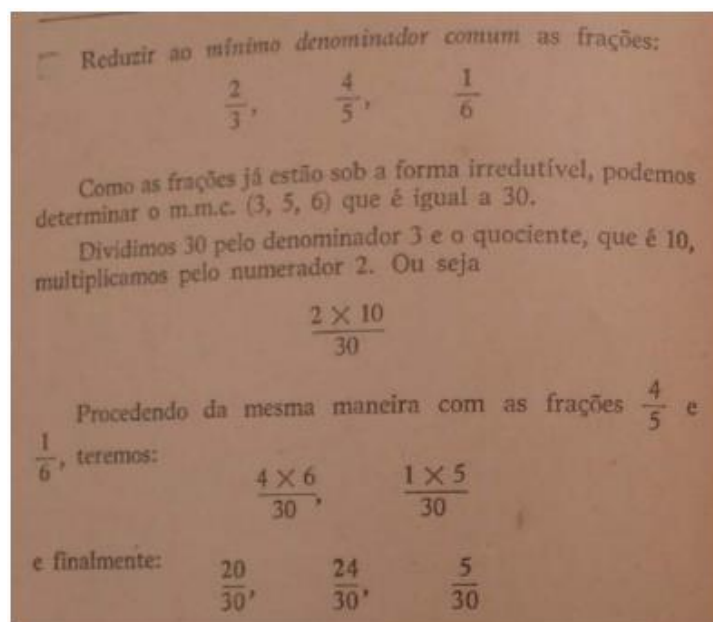 Reduzir ao mínimo denominador comum as frações:
2/3, 4/5, 1/6
Como as frações já estão sob a forma irredutível, podemos
determinar o m.m.c. (3, 5, 6) que é igual a 30.
Dividimos 30 pelo denominador 3 e o quociente, que é 10,
multiplicamos pelo numerador 2. Ou seja
2 × 10/30
Procedendo da mesma maneira com as frações 4/5 e
1/6, teremos:
4 × 6/30, 1 × 5/30
e finalmente: 20/30, 24/30, 5/30